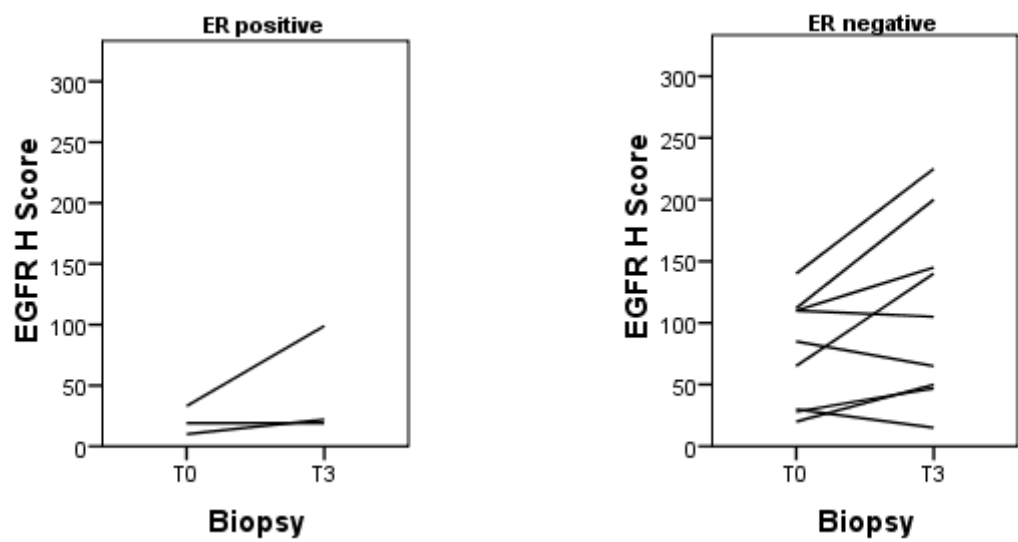 ER positive
EGFR H Score
300
250
200
150
100
50
0
T0 T3
Biopsy
ER negative
EGFR H Score
300
250
200
150
100
50
0
T0 T3
Biopsy